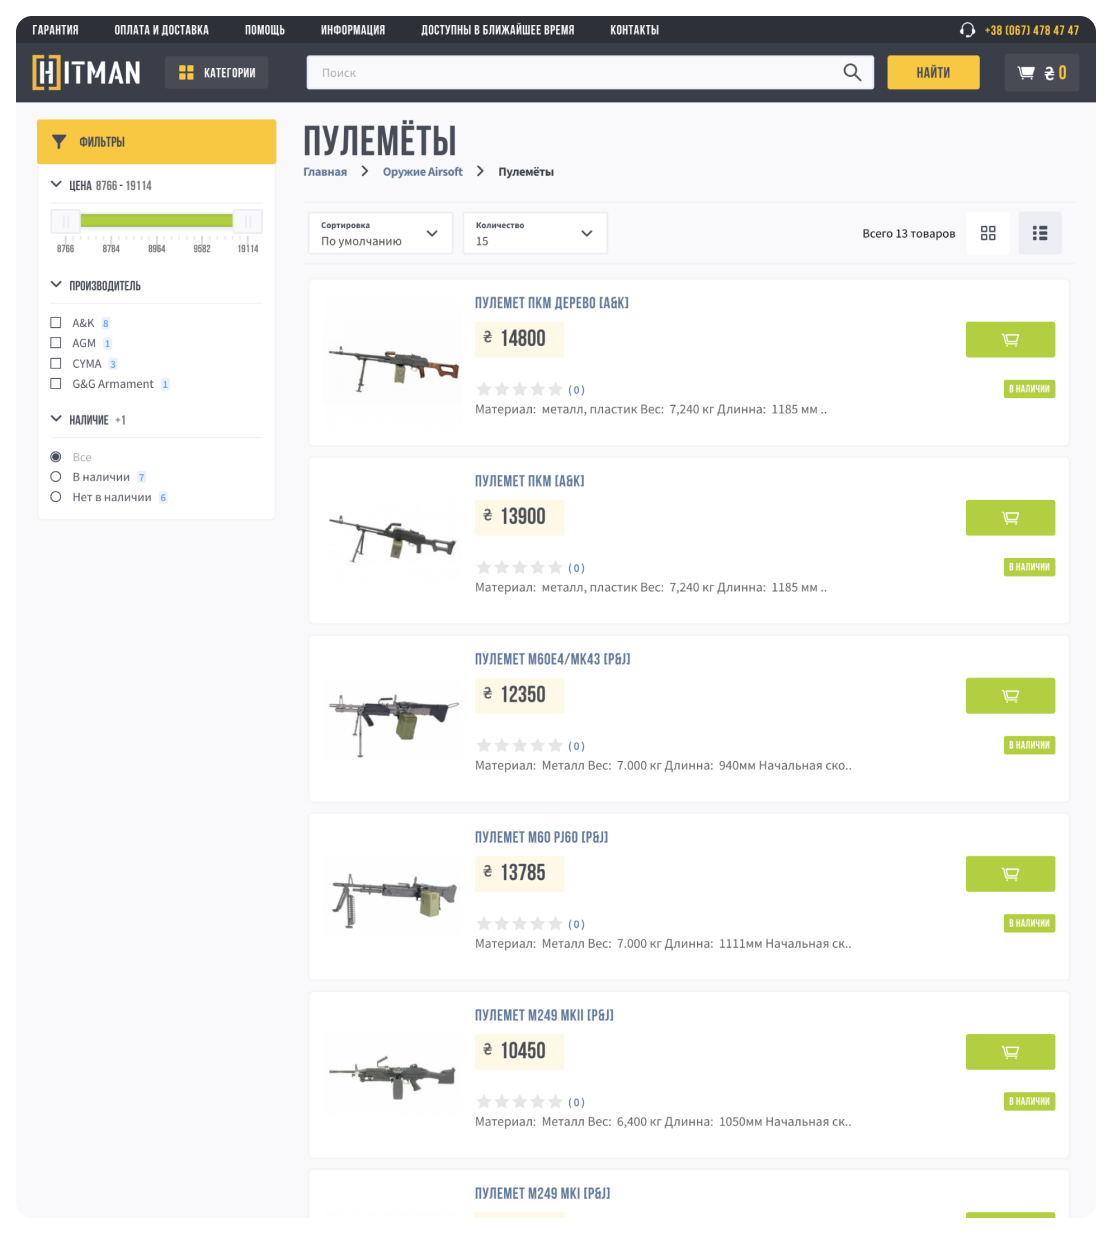 ГАРАНТИЯ ОПЛАТА И ДОСТАВКА ПОМОЩЬ ИНФОРМАЦИЯ ДОСТУПНЫ В БЛИЖАЙШЕЕ ВРЕМЯ КОНТАКТЫ +38 (067) 478 47 47
HITMAN КАТЕГОРИИ Поиск НАЙТИ ₴ 0
ФИЛЬТРЫ
ЦЕНА 8766 - 19114
8766 8784 8964 9582 19114
ПРОИЗВОДИТЕЛЬ
A&K 8
AGM 1
CYMA 3
G&G Armament 1
НАЛИЧИЕ +1
Все
В наличии 7
Нет в наличии 6
ПУЛЕМЁТЫ
Главная Оружие Airsoft Пулемёты
Сортировка
По умолчанию
Количество
15
Всего 13 товаров
ПУЛЕМЕТ ПКМ ДЕРЕВО [A&K]
₴ 14800
(0)
В НАЛИЧИИ
Материал: металл, пластик Вес: 7,240 кг Длинна: 1185 мм ..
ПУЛЕМЕТ ПКМ [A&K]
₴ 13900
(0)
В НАЛИЧИИ
Материал: металл, пластик Вес: 7,240 кг Длинна: 1185 мм ..
ПУЛЕМЕТ M60E4/MK43 [P&J]
₴ 12350
(0)
В НАЛИЧИИ
Материал: Металл Вес: 7.000 кг Длинна: 940мм Начальная ско..
ПУЛЕМЕТ M60 PJ60 [P&J]
₴ 13785
(0)
В НАЛИЧИИ
Материал: Металл Вес: 7.000 кг Длинна: 1111мм Начальная ск..
ПУЛЕМЕТ M249 MKII [P&J]
₴ 10450
(0)
В НАЛИЧИИ
Материал: Металл Вес: 6,400 кг Длинна: 1050мм Начальная ск..
ПУЛЕМЕТ M249 MKI [P&J]